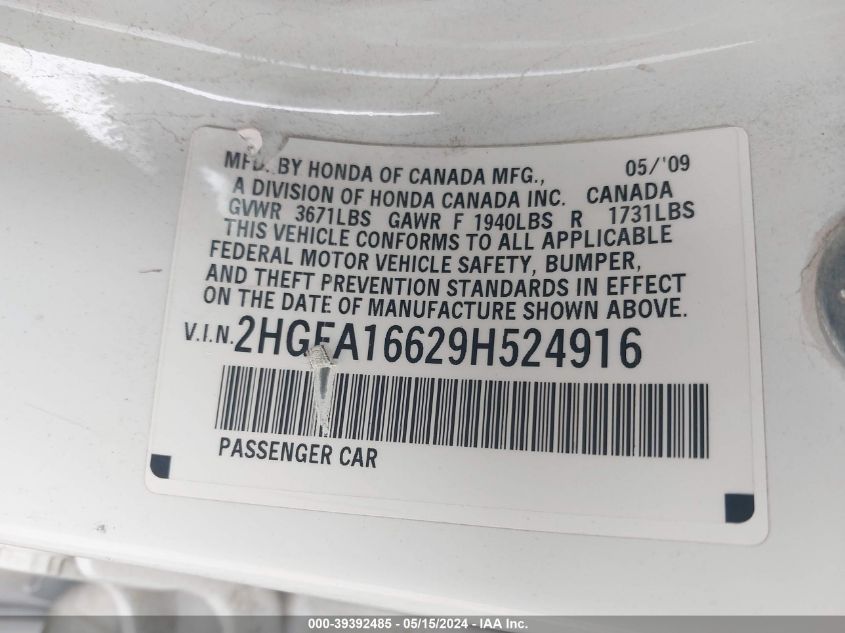 MFD. BY HONDA OF CANADA MFG., 05/'09
A DIVISION OF HONDA CANADA INC. CANADA
GVWR 3671LBS GAWR F 1940LBS R 1731LBS
THIS VEHICLE CONFORMS TO ALL APPLICABLE
FEDERAL MOTOR VEHICLE SAFETY, BUMPER,
AND THEFT PREVENTION STANDARDS IN EFFECT
ON THE DATE OF MANUFACTURE SHOWN ABOVE.
V.I.N. 2HGFA16629H524916
PASSENGER CAR
000-39392485 - 05/15/2024 - IAA Inc.